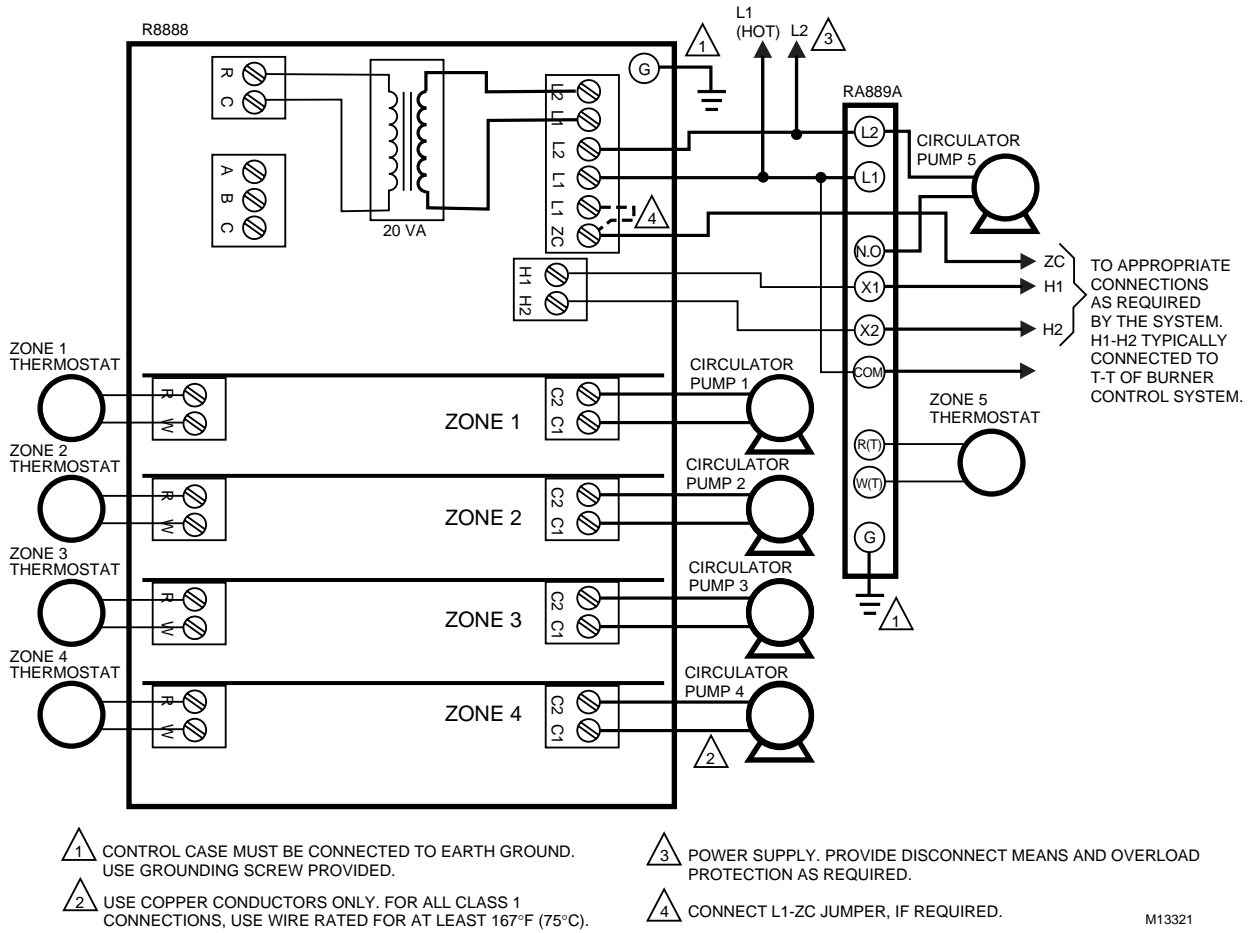 R8888
L1
(HOT)
L2
3
1
G
RA889A
R
C
L2
L1
L2
L1
L1
ZC
4
A
B
C
20 VA
H1
H2
L2
L1
N.O
X1
X2
COM
R(T)
W(T)
G
1
CIRCULATOR
PUMP 5
ZC
H1
H2
TO APPROPRIATE
CONNECTIONS
AS REQUIRED
BY THE SYSTEM.
H1-H2 TYPICALLY
CONNECTED TO
T-T OF BURNER
CONTROL SYSTEM.
ZONE 5
THERMOSTAT
ZONE 1
THERMOSTAT
R
W
ZONE 1
C2
C1
CIRCULATOR
PUMP 1
ZONE 2
THERMOSTAT
R
W
ZONE 2
C2
C1
CIRCULATOR
PUMP 2
ZONE 3
THERMOSTAT
R
W
ZONE 3
C2
C1
CIRCULATOR
PUMP 3
ZONE 4
THERMOSTAT
R
W
ZONE 4
C2
C1
CIRCULATOR
PUMP 4
2
1 CONTROL CASE MUST BE CONNECTED TO EARTH GROUND.
USE GROUNDING SCREW PROVIDED.
2 USE COPPER CONDUCTORS ONLY. FOR ALL CLASS 1
CONNECTIONS, USE WIRE RATED FOR AT LEAST 167°F (75°C).
3 POWER SUPPLY. PROVIDE DISCONNECT MEANS AND OVERLOAD
PROTECTION AS REQUIRED.
4 CONNECT L1-ZC JUMPER, IF REQUIRED.
M13321